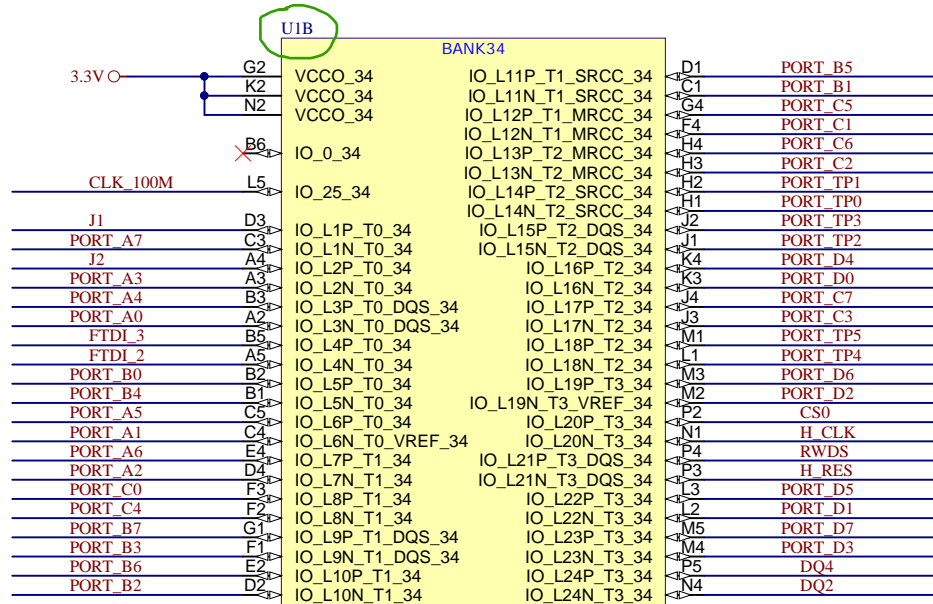 U1B
BANK34
3.3V G2 VCCO_34 IO_L11P_T1_SRCC_34 D1 PORT_B5
K2 VCCO_34 IO_L11N_T1_SRCC_34 C1 PORT_B1
N2 VCCO_34 IO_L12P_T1_MRCC_34 G4 PORT_C5
IO_L12N_T1_MRCC_34 F4 PORT_C1
B6 IO_0_34 IO_L13P_T2_MRCC_34 H4 PORT_C6
IO_L13N_T2_MRCC_34 H3 PORT_C2
CLK_100M L5 IO_25_34 IO_L14P_T2_SRCC_34 H2 PORT_TP1
IO_L14N_T2_SRCC_34 H1 PORT_TP0
J1 D3 IO_L1P_T0_34 IO_L15P_T2_DQS_34 J2 PORT_TP3
PORT_A7 C3 IO_L1N_T0_34 IO_L15N_T2_DQS_34 J1 PORT_TP2
J2 A4 IO_L2P_T0_34 IO_L16P_T2_34 K4 PORT_D4
PORT_A3 A3 IO_L2N_T0_34 IO_L16N_T2_34 K3 PORT_D0
PORT_A4 B3 IO_L3P_T0_DQS_34 IO_L17P_T2_34 J4 PORT_C7
PORT_A0 A2 IO_L3N_T0_DQS_34 IO_L17N_T2_34 J3 PORT_C3
FTDI_3 B5 IO_L4P_T0_34 IO_L18P_T2_34 M1 PORT_TP5
FTDI_2 A5 IO_L4N_T0_34 IO_L18N_T2_34 L1 PORT_TP4
PORT_B0 B2 IO_L5P_T0_34 IO_L19P_T3_34 M3 PORT_D6
PORT_B4 B1 IO_L5N_T0_34 IO_L19N_T3_VREF_34 M2 PORT_D2
PORT_A5 C5 IO_L6P_T0_34 IO_L20P_T3_34 P2 CS0
PORT_A1 C4 IO_L6N_T0_VREF_34 IO_L20N_T3_34 N1 H_CLK
PORT_A6 E4 IO_L7P_T1_34 IO_L21P_T3_DQS_34 P4 RWDS
PORT_A2 D4 IO_L7N_T1_34 IO_L21N_T3_DQS_34 P3 H_RES
PORT_C0 F3 IO_L8P_T1_34 IO_L22P_T3_34 L3 PORT_D5
PORT_C4 F2 IO_L8N_T1_34 IO_L22N_T3_34 L2 PORT_D1
PORT_B7 G1 IO_L9P_T1_DQS_34 IO_L23P_T3_34 M5 PORT_D7
PORT_B3 F1 IO_L9N_T1_DQS_34 IO_L23N_T3_34 M4 PORT_D3
PORT_B6 E2 IO_L10P_T1_34 IO_L24P_T3_34 P5 DQ4
PORT_B2 D2 IO_L10N_T1_34 IO_L24N_T3_34 N4 DQ2